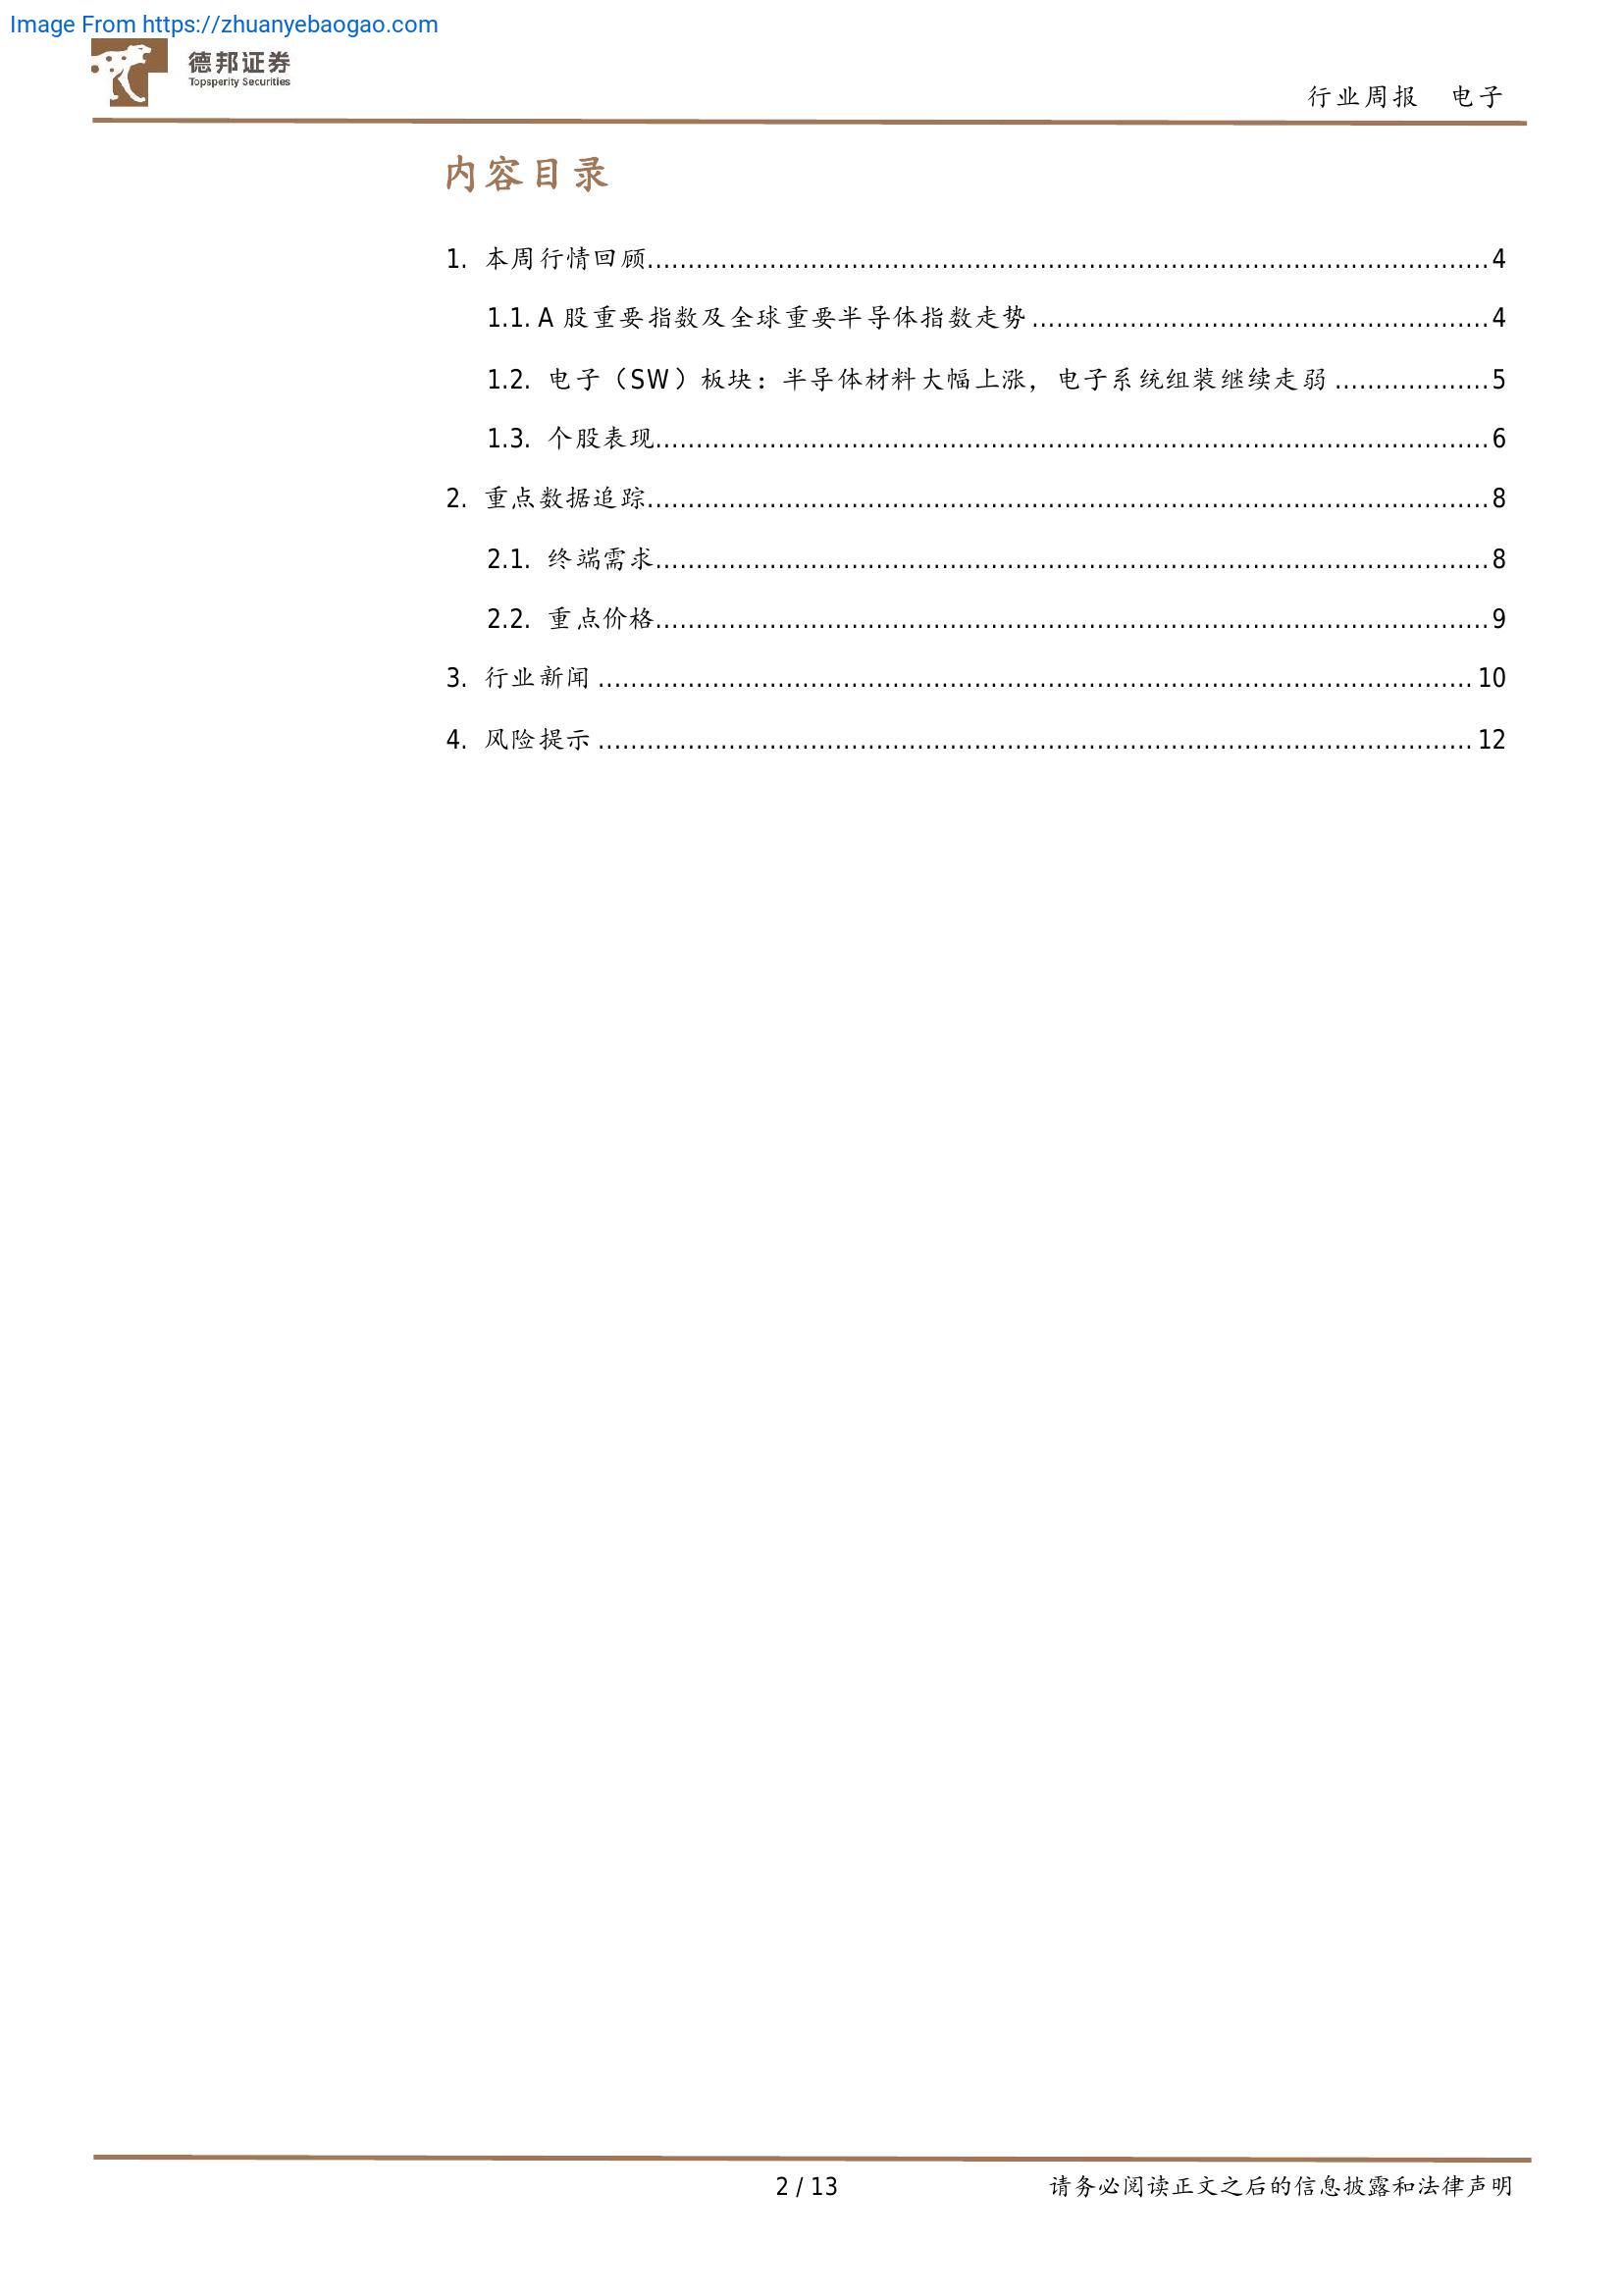 Image From https://zhuanyebaogao.com
德邦证券
Topsperity Securities
行业周报 电子
内容目录
1. 本周行情回顾........................................................................................................4
1.1. A 股重要指数及全球重要半导体指数走势........................................................4
1.2. 电子（SW）板块：半导体材料大幅上涨，电子系统组装继续走弱...................5
1.3. 个股表现......................................................................................................6
2. 重点数据追踪........................................................................................................8
2.1. 终端需求......................................................................................................8
2.2. 重点价格......................................................................................................9
3. 行业新闻...........................................................................................................10
4. 风险提示...........................................................................................................12
2 / 13 请务必阅读正文之后的信息披露和法律声明